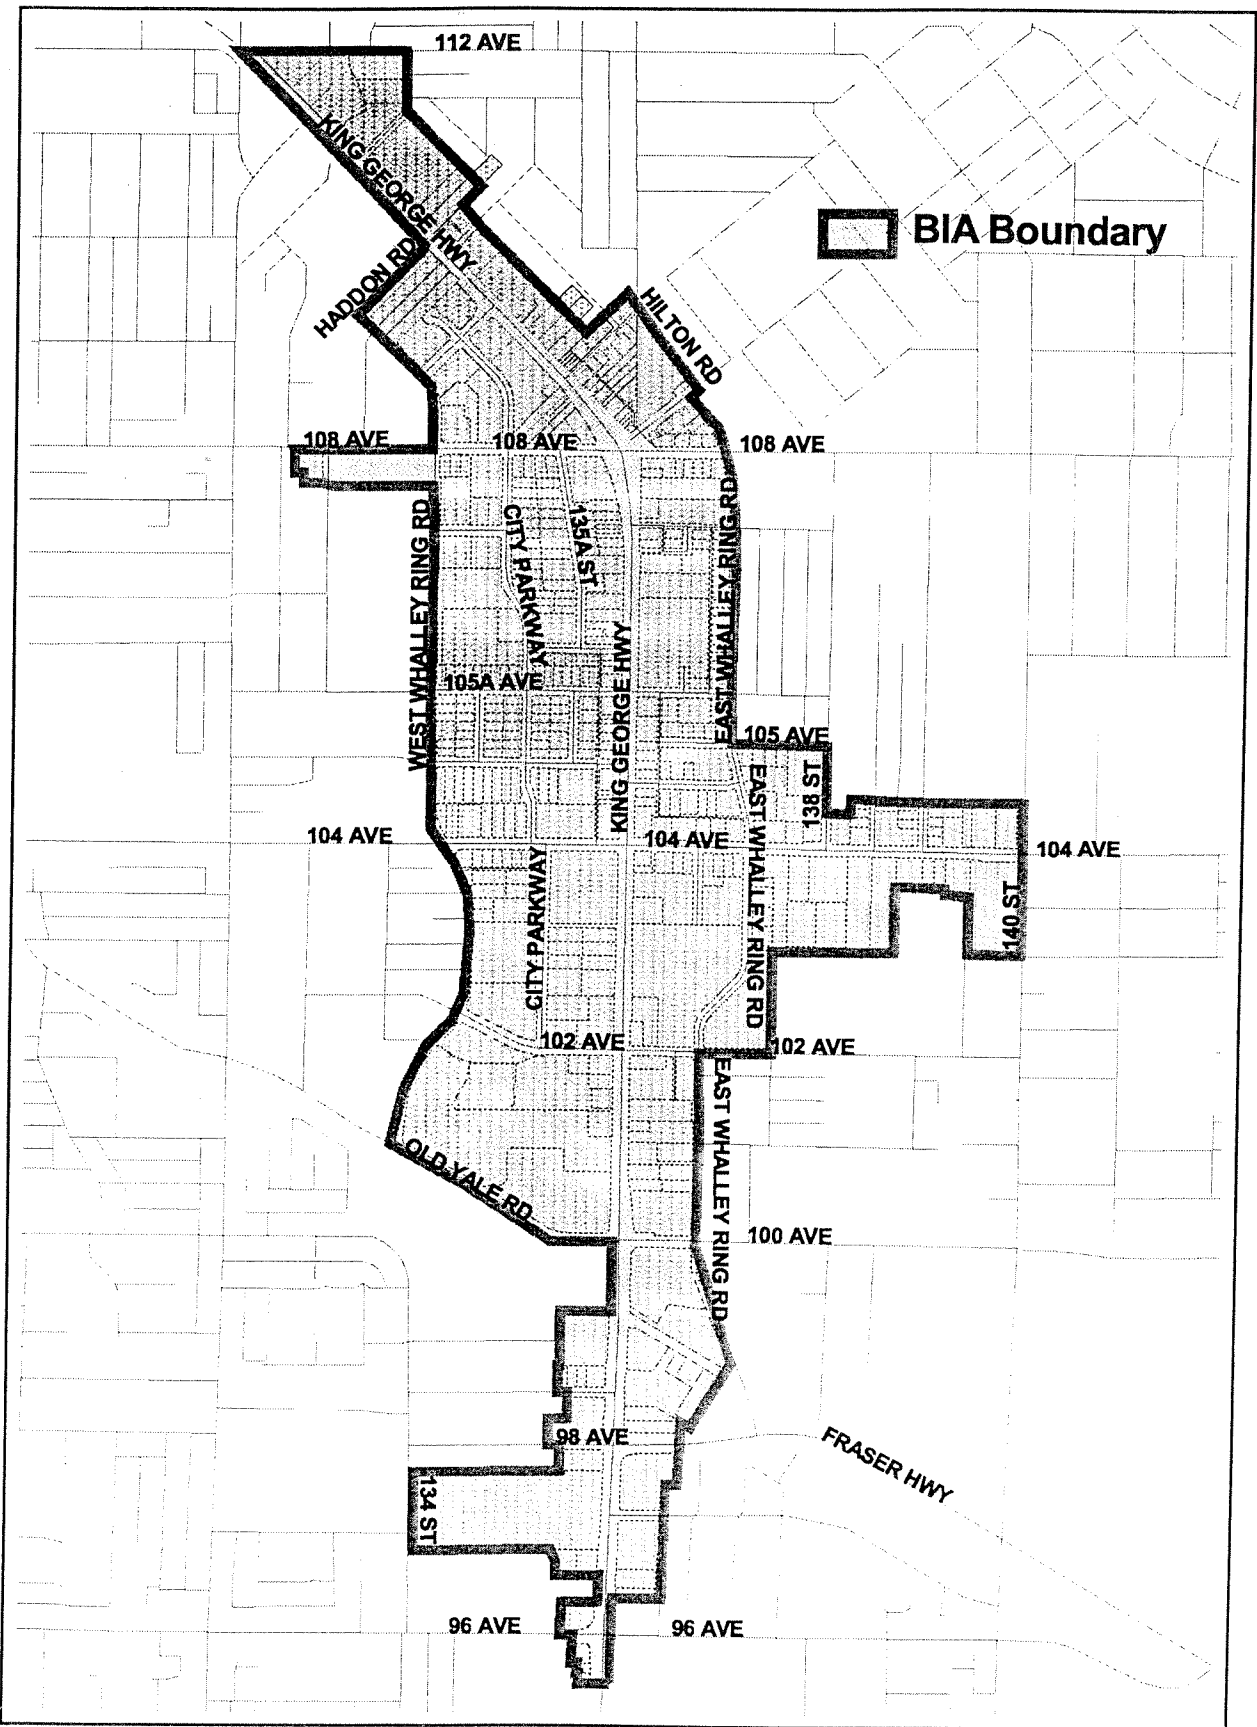 112 AVE
KING GEORGE HWY
BIA Boundary
HADDON RD
HILTON RD
108 AVE
108 AVE
108 AVE
WEST WHALLEY RING RD
CITY PARKWAY
135A ST
EAST WHALLEY RING RD
KING GEORGE HWY
105A AVE
105 AVE
138 ST
EAST WHALLEY RING RD
104 AVE
104 AVE
104 AVE
CITY PARKWAY
140 ST
102 AVE
102 AVE
EAST WHALLEY RING RD
OLD YALE RD
100 AVE
98 AVE
FRASER HWY
134 ST
96 AVE
96 AVE